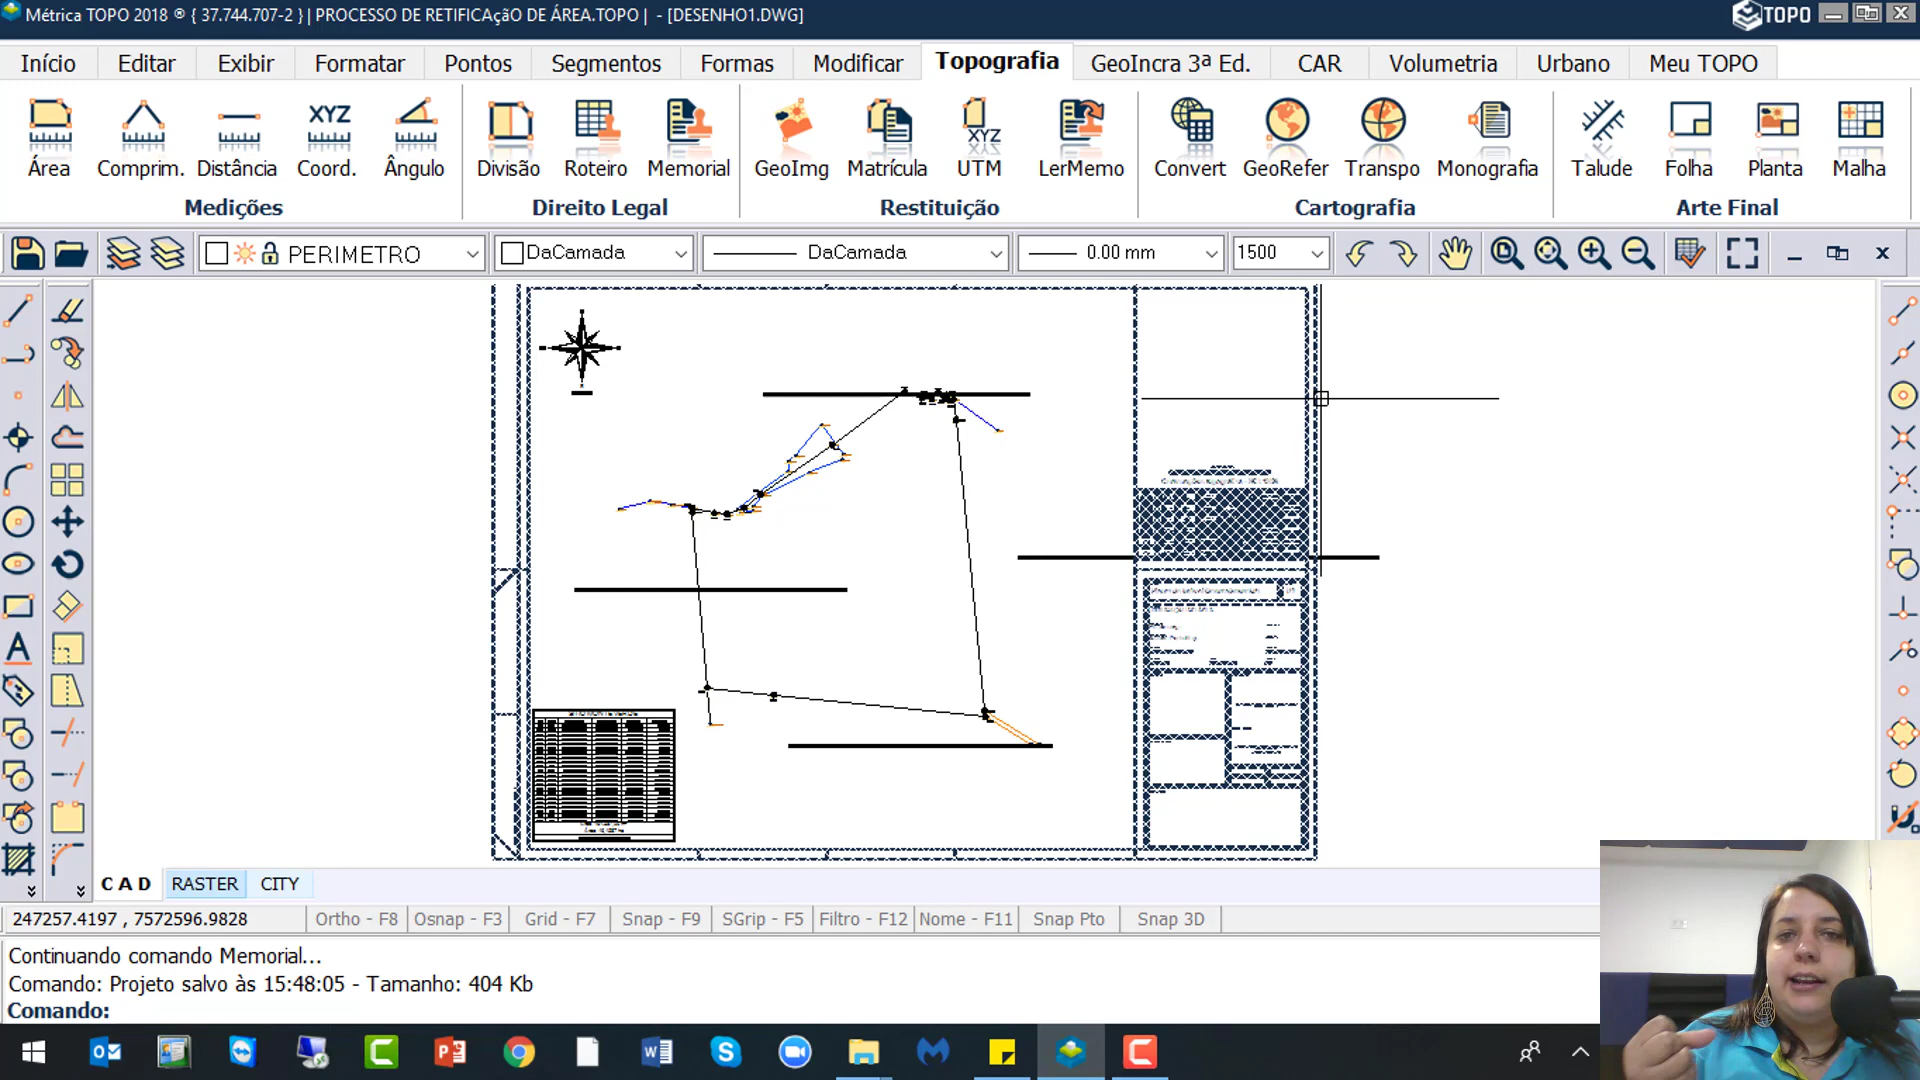 Métrica TOPO 2018 ® { 37.744.707-2 } | PROCESSO DE RETIFICAçãO DE ÁREA.TOPO | - [DESENHO1.DWG]
TOPO
Início Editar Exibir Formatar Pontos Segmentos Formas Modificar Topografia GeoIncra 3ª Ed. CAR Volumetria Urbano Meu TOPO
XYZ XYZ
Área Comprim. Distância Coord. Ângulo Divisão Roteiro Memorial GeoImg Matrícula UTM LerMemo Convert GeoRefer Transpo Monografia Talude Folha Planta Malha
Medições Direito Legal Restituição Cartografia Arte Final
PERIMETRO DaCamada DaCamada 0.00 mm 1500
A
C A D RASTER CITY
247257.4197 , 7572596.9828 Ortho - F8 Osnap - F3 Grid - F7 Snap - F9 SGrip - F5 Filtro - F12 Nome - F11 Snap Pto Snap 3D
Continuando comando Memorial...
Comando: Projeto salvo às 15:48:05 - Tamanho: 404 Kb
Comando: